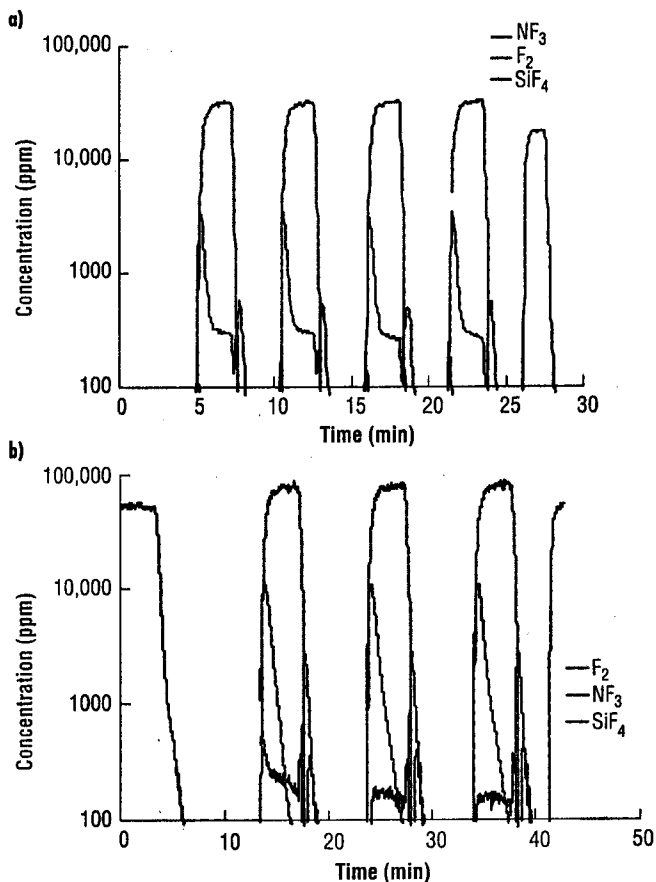 a)
NF3
F2
SiF4
100,000
10,000
1000
100
Concentration (ppm)
0 5 10 15 20 25 30
Time (min)
b)
100,000
10,000
1000
100
Concentration (ppm)
F2
NF3
SiF4
0 10 20 30 40 50
Time (min)